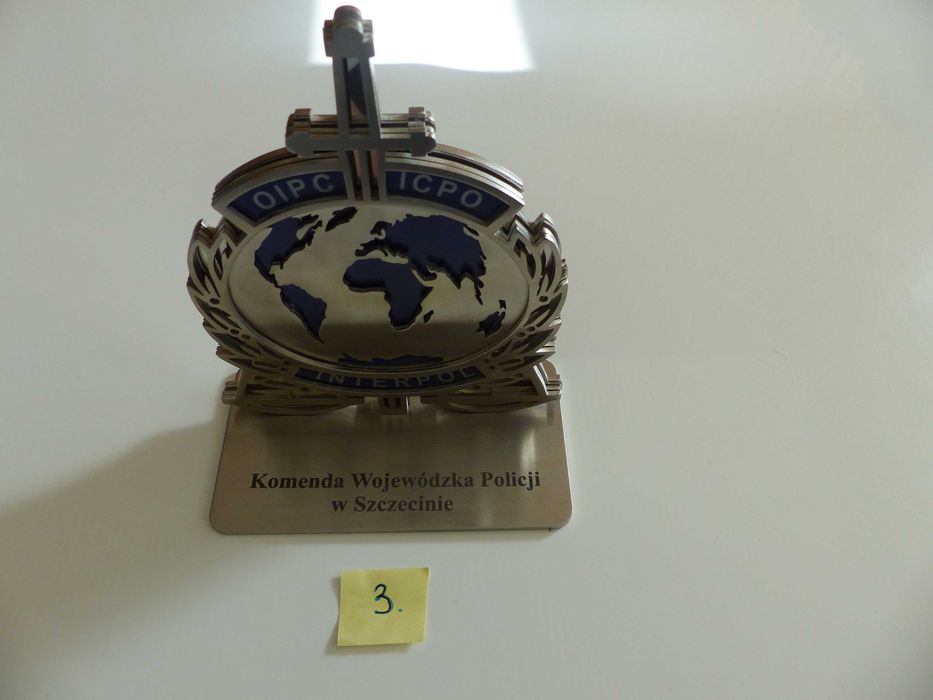 OIPC ICPO
INTERPOL
Komenda Wojewódzka Policji
w Szczecinie
3.